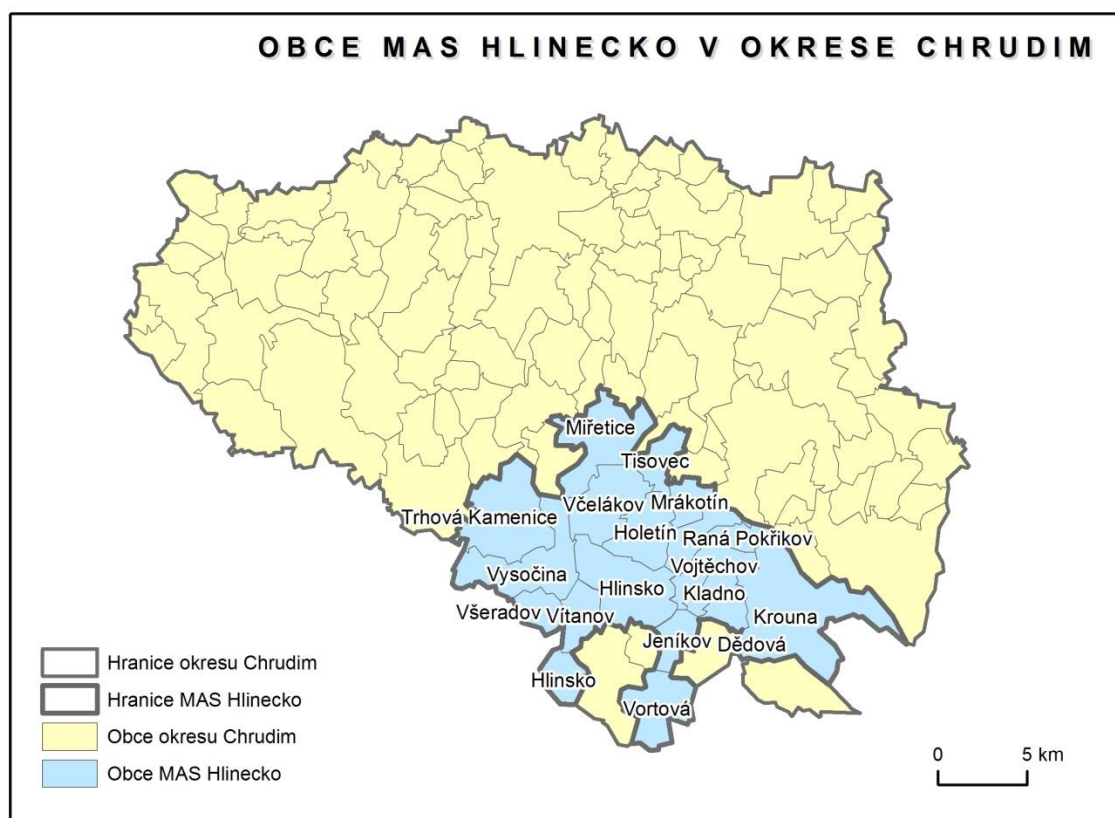 OBCE MAS HLINECKO V OKRESE CHRUDIM
Miřetice
Tisovec
Včelákov
Mrákotín
Trhová Kamenice
Holetín
Raná Pokřikov
Vojtěchov
Vysočina
Hlinsko
Kladno
Všeradov
Vítanov
Krouna
Jeníkov
Dědová
Hlinsko
Vortová
Hranice okresu Chrudim
Hranice MAS Hlinecko
Obce okresu Chrudim
Obce MAS Hlinecko
0 5 km